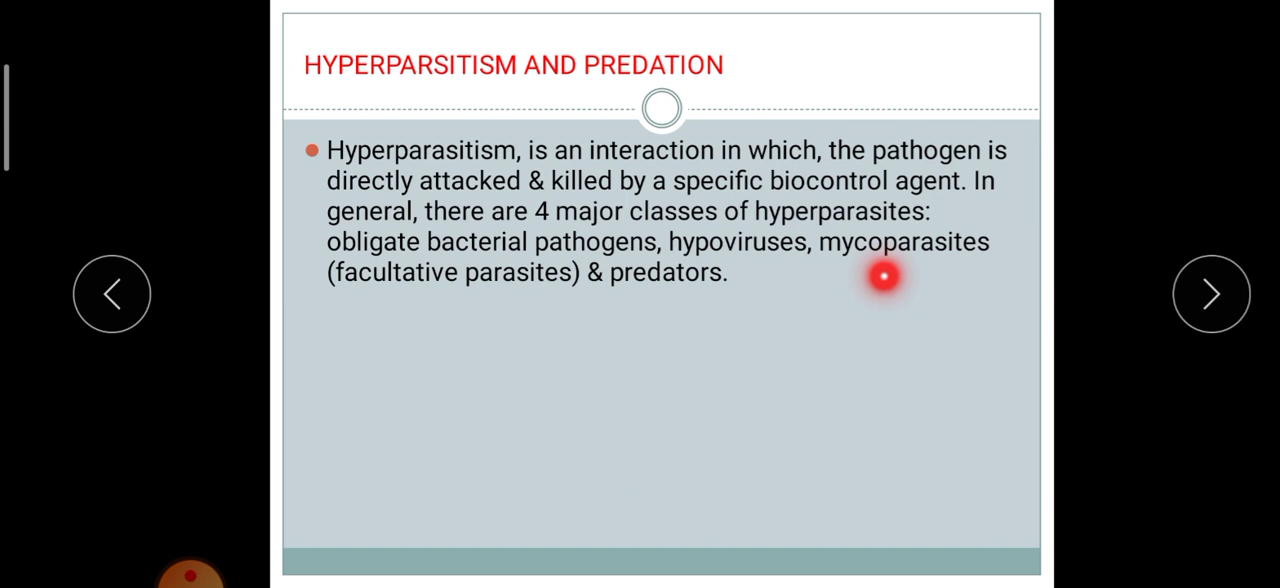 HYPERPARSITISM AND PREDATION
Hyperparasitism, is an interaction in which, the pathogen is
directly attacked & killed by a specific biocontrol agent. In
general, there are 4 major classes of hyperparasites:
obligate bacterial pathogens, hypoviruses, mycoparasites
(facultative parasites) & predators.